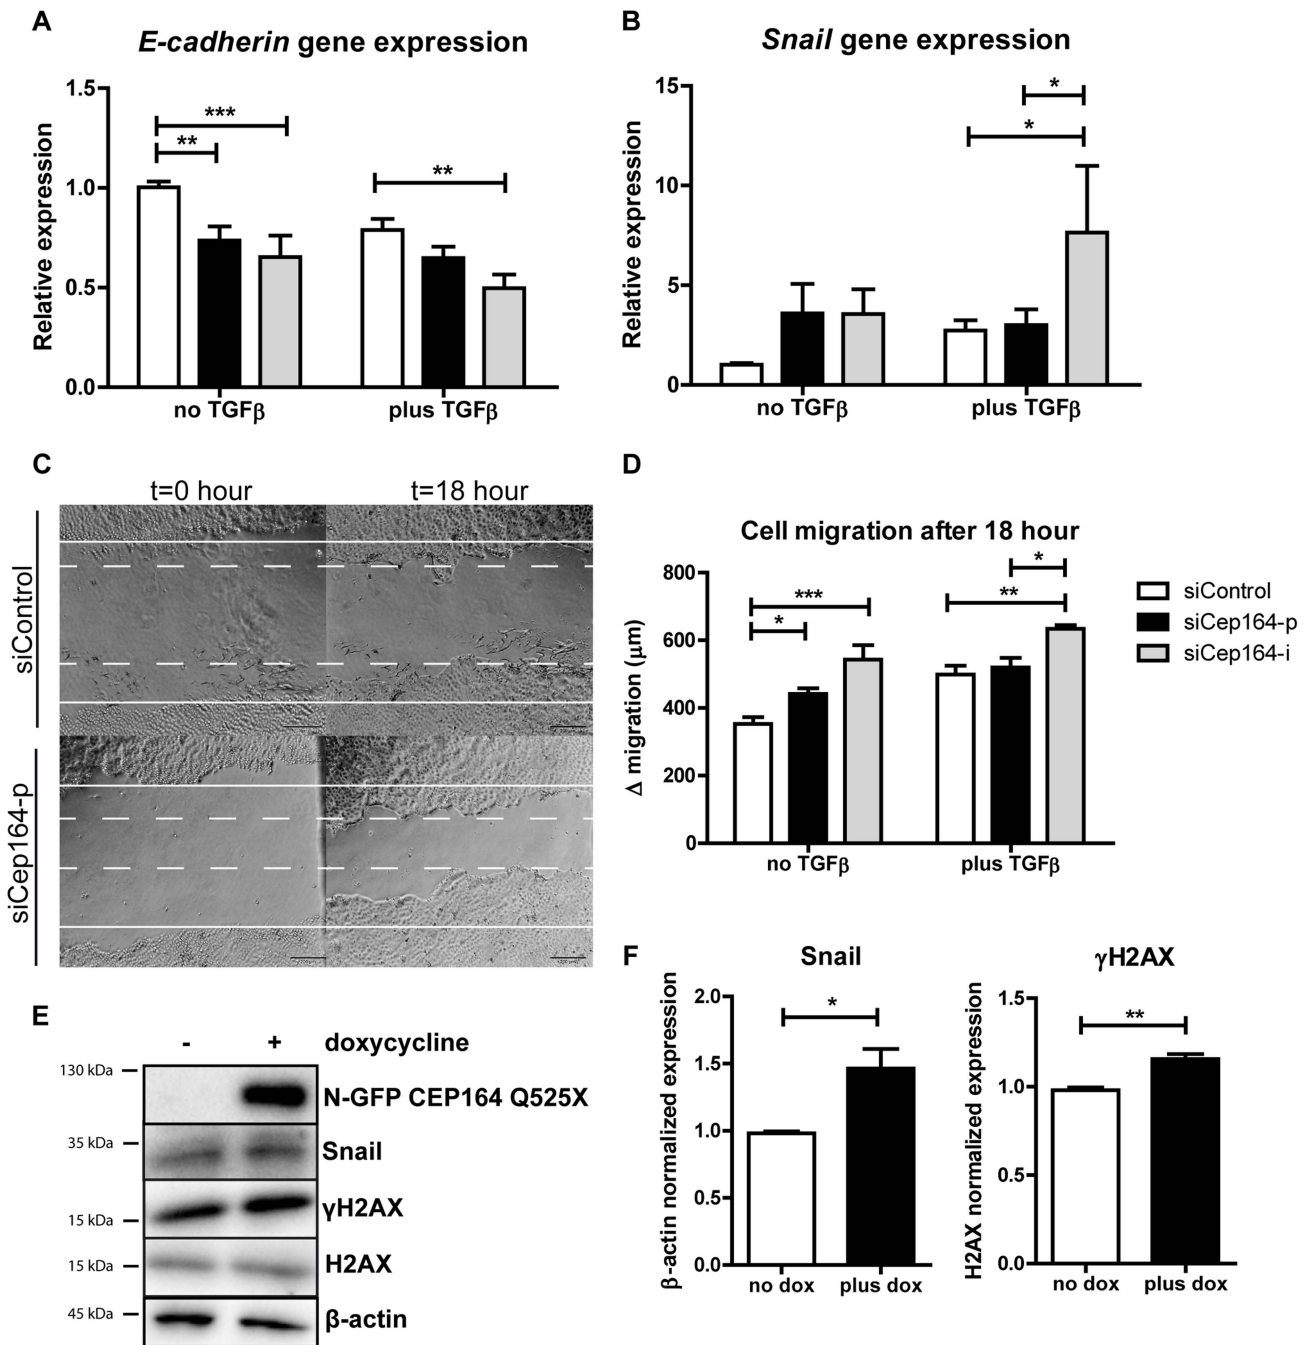 A
E-cadherin gene expression
Relative expression
1.5
1.0
0.5
0.0
***
**
**
no TGFβ
plus TGFβ
B
Snail gene expression
Relative expression
15
10
5
0
*
*
no TGFβ
plus TGFβ
C
t=0 hour
t=18 hour
siControl
siCep164-p
D
Cell migration after 18 hour
Δ migration (μm)
800
600
400
200
0
***
*
*
**
no TGFβ
plus TGFβ
siControl
siCep164-p
siCep164-i
E
- + doxycycline
130 kDa
N-GFP CEP164 Q525X
35 kDa
Snail
γH2AX
15 kDa
H2AX
15 kDa
45 kDa
β-actin
F
Snail
β-actin normalized expression
2.0
1.5
1.0
0.5
0.0
*
no dox
plus dox
γH2AX
H2AX normalized expression
1.5
1.0
0.5
0.0
**
no dox
plus dox